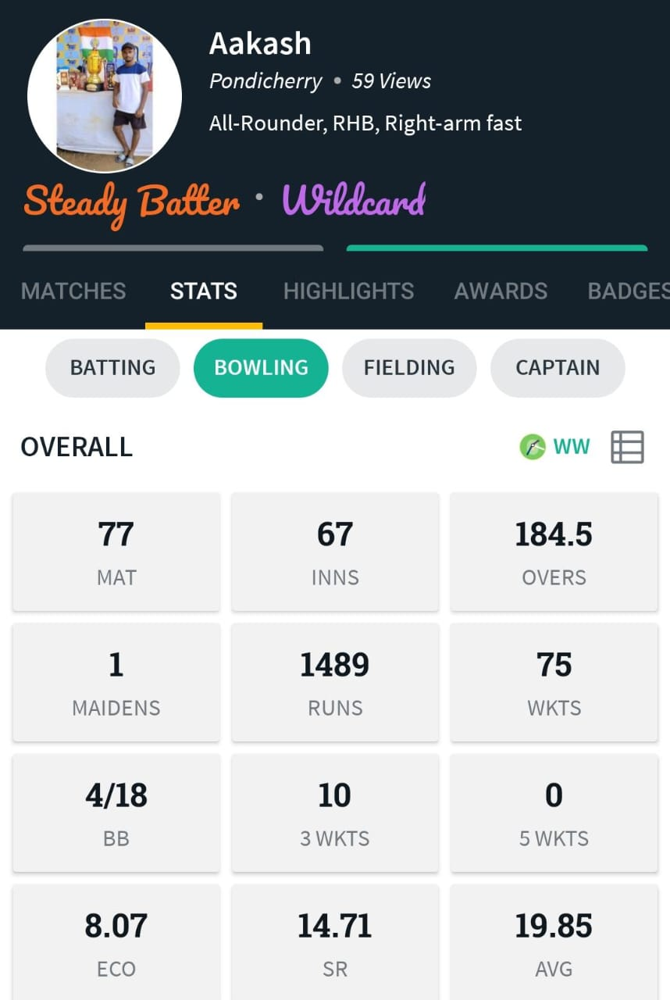 Aakash
Pondicherry • 59 Views
All-Rounder, RHB, Right-arm fast
Steady Batter • Wildcard
MATCHES STATS HIGHLIGHTS AWARDS BADGES
BATTING BOWLING FIELDING CAPTAIN
OVERALL WW
77 67 184.5
MAT INNS OVERS
1 1489 75
MAIDENS RUNS WKTS
4/18 10 0
BB 3 WKTS 5 WKTS
8.07 14.71 19.85
ECO SR AVG